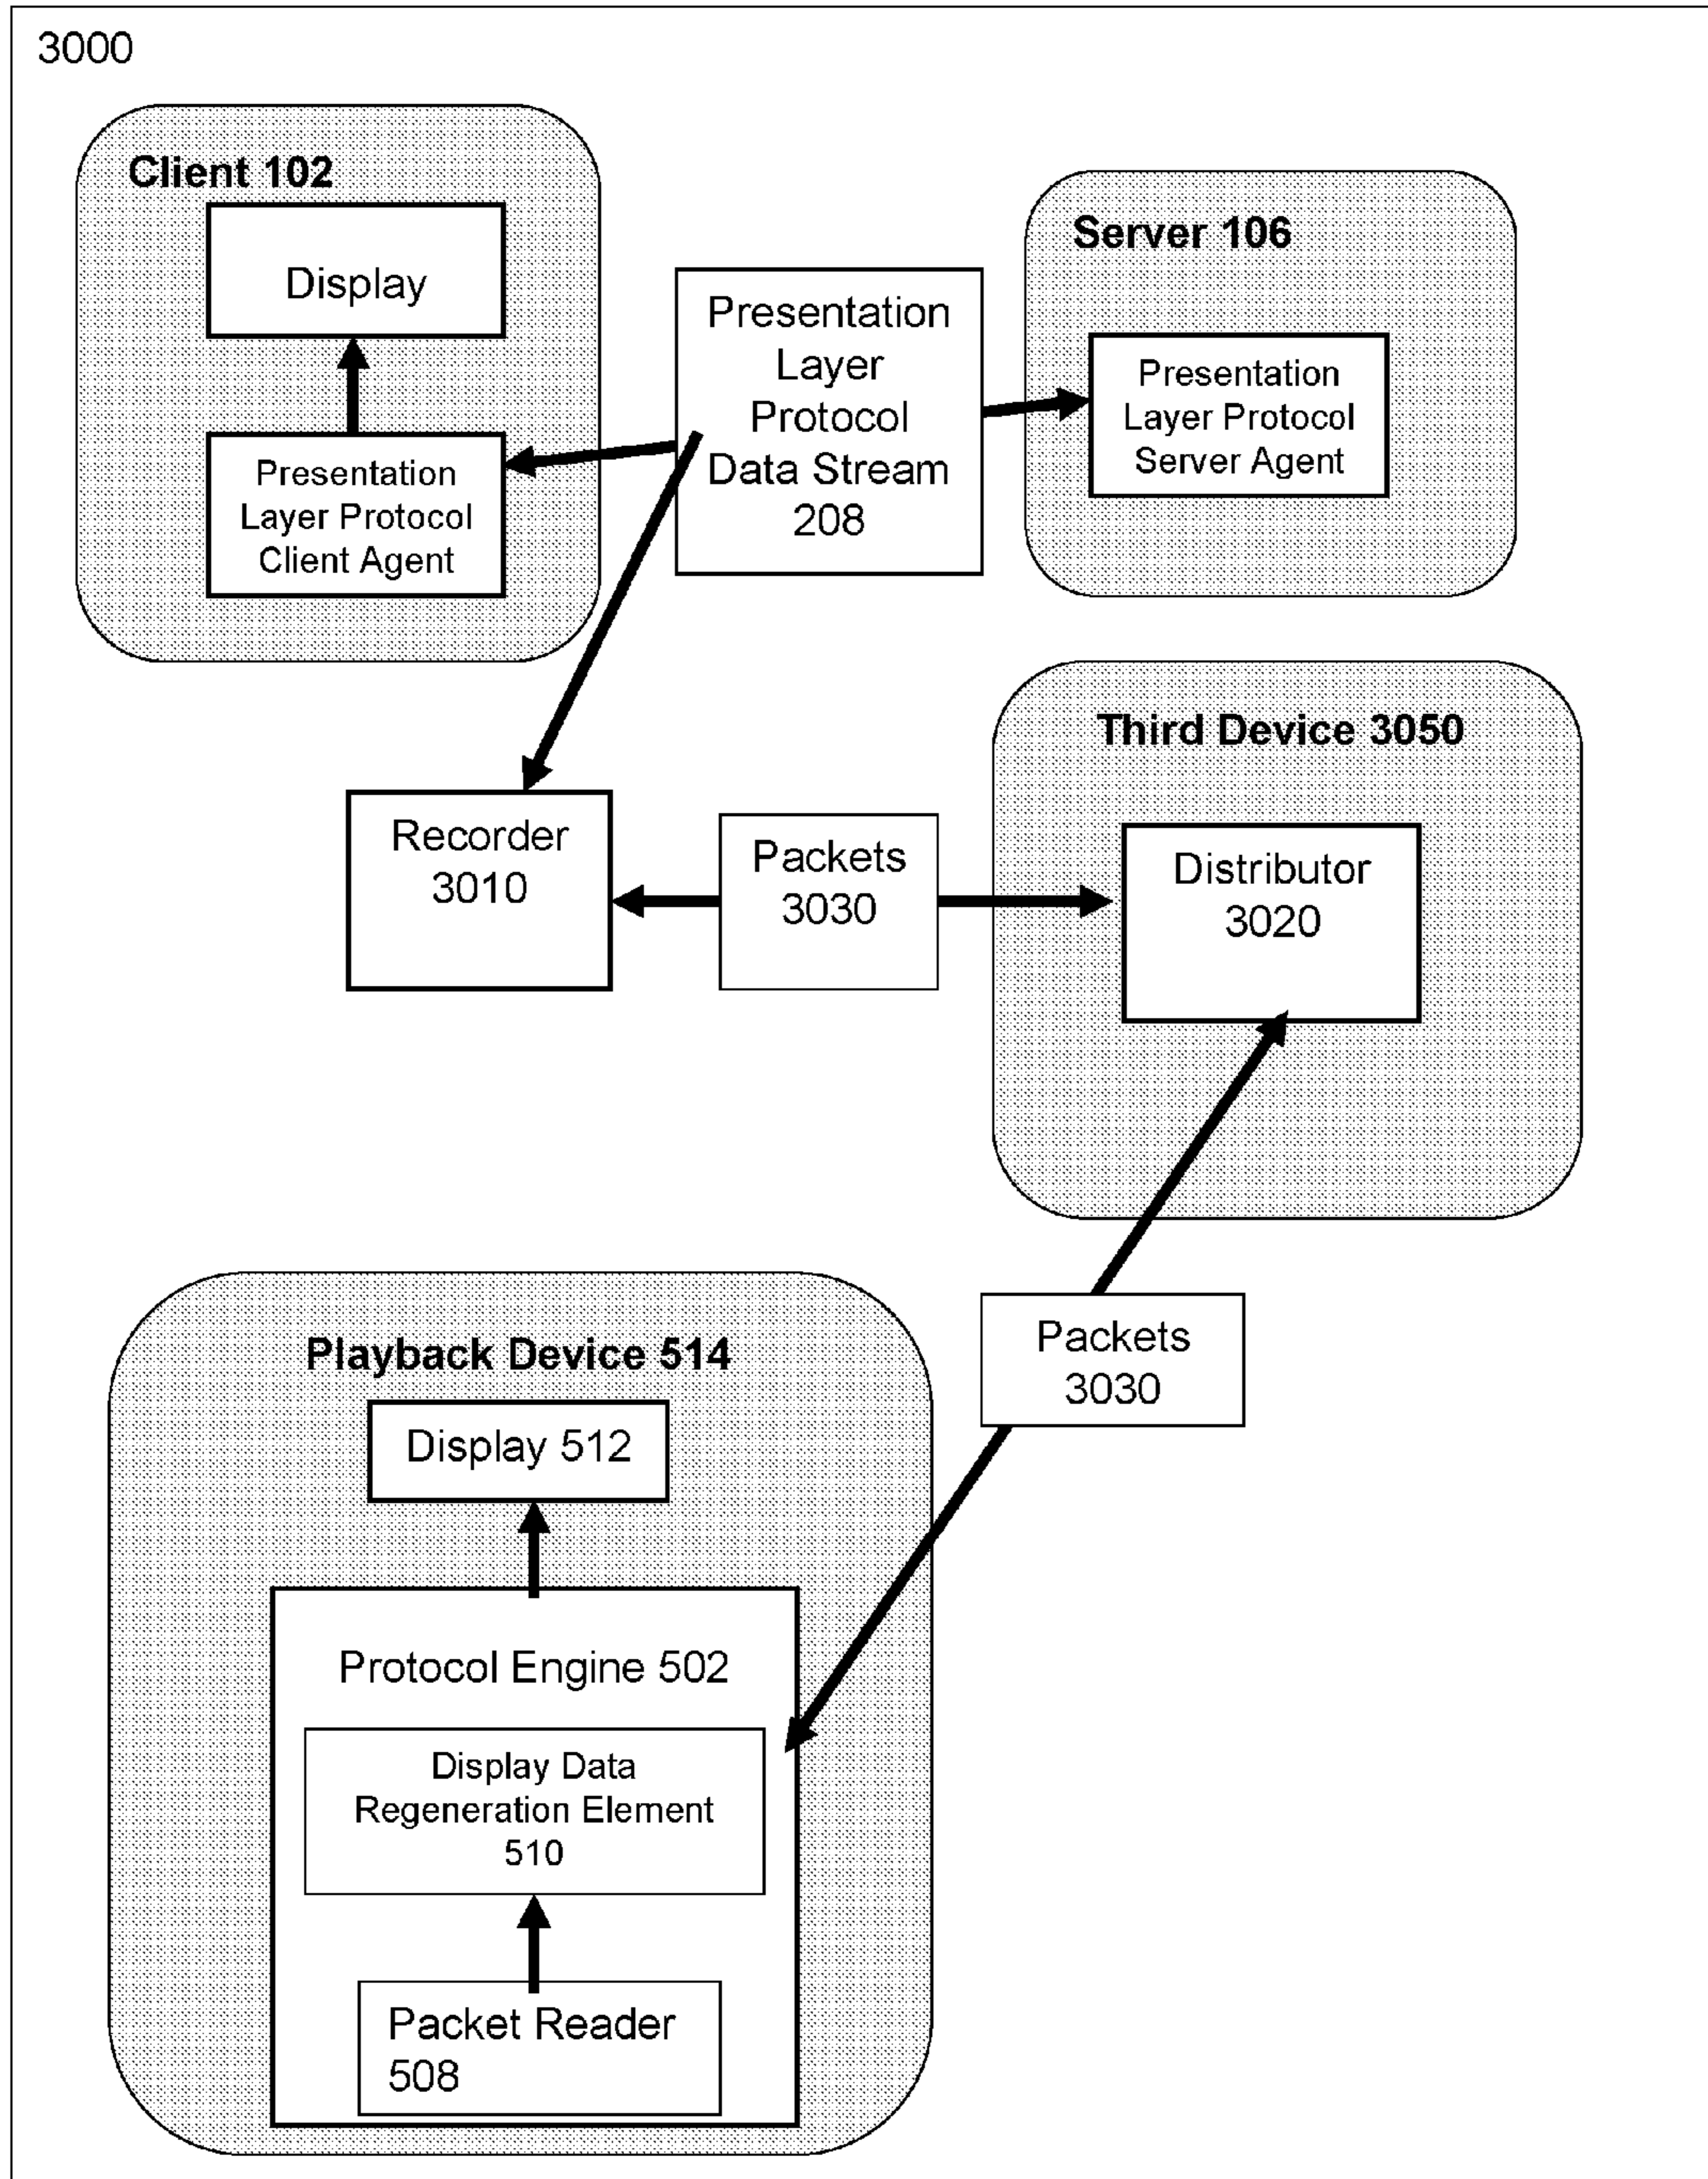 3000
Client 102
Display
Presentation
Layer Protocol
Client Agent
Presentation
Layer
Protocol
Data Stream
208
Server 106
Presentation
Layer Protocol
Server Agent
Recorder
3010
Packets
3030
Third Device 3050
Distributor
3020
Packets
3030
Playback Device 514
Display 512
Protocol Engine 502
Display Data
Regeneration Element
510
Packet Reader
508